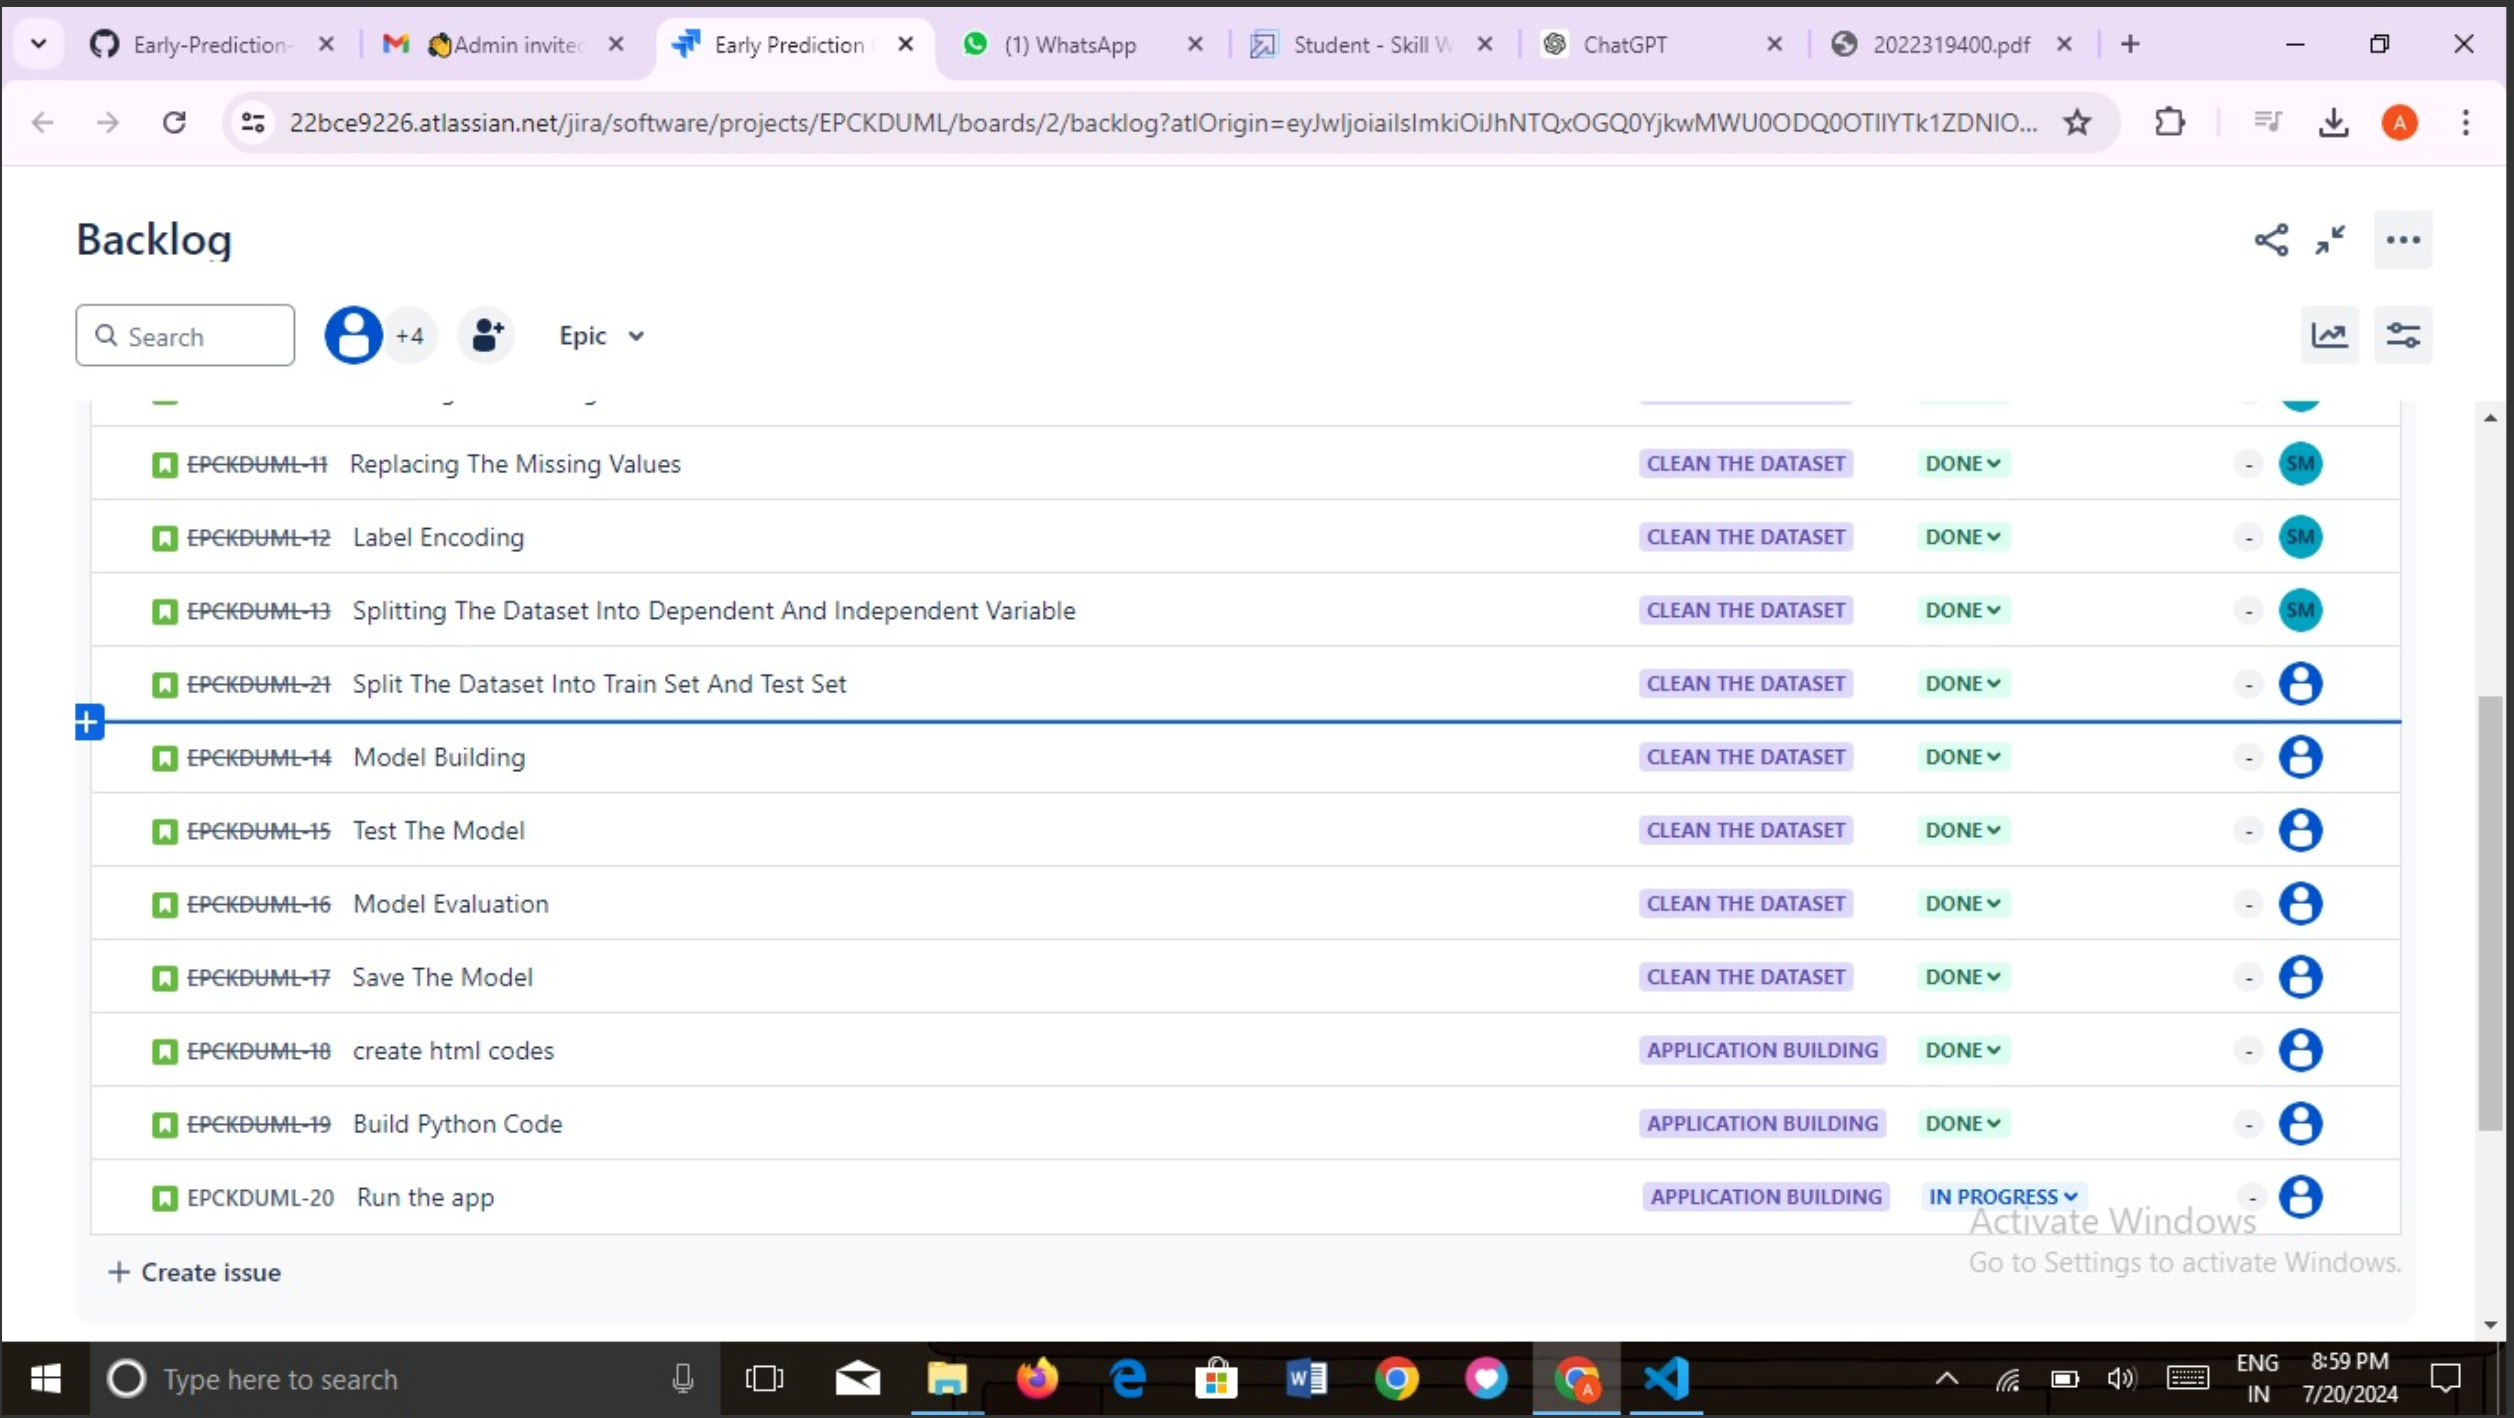 Early-Prediction-
Admin invited
Early Prediction
(1) WhatsApp
Student - Skill W
ChatGPT
2022319400.pdf
22bce9226.atlassian.net/jira/software/projects/EPCKDUML/boards/2/backlog?atlOrigin=
A
Backlog
Search
+4
Epic
EPCKDUML-11 Replacing The Missing Values CLEAN THE DATASET DONE - SM
EPCKDUML-12 Label Encoding CLEAN THE DATASET DONE - SM
EPCKDUML-13 Splitting The Dataset Into Dependent And Independent Variable CLEAN THE DATASET DONE - SM
EPCKDUML-21 Split The Dataset Into Train Set And Test Set CLEAN THE DATASET DONE -
EPCKDUML-14 Model Building CLEAN THE DATASET DONE -
EPCKDUML-15 Test The Model CLEAN THE DATASET DONE -
EPCKDUML-16 Model Evaluation CLEAN THE DATASET DONE -
EPCKDUML-17 Save The Model CLEAN THE DATASET DONE -
EPCKDUML-18 create html codes APPLICATION BUILDING DONE -
EPCKDUML-19 Build Python Code APPLICATION BUILDING DONE -
EPCKDUML-20 Run the app APPLICATION BUILDING IN PROGRESS -
Activate Windows
Go to Settings to activate Windows.
+ Create issue
Type here to search
ENG
IN
8:59 PM
7/20/2024